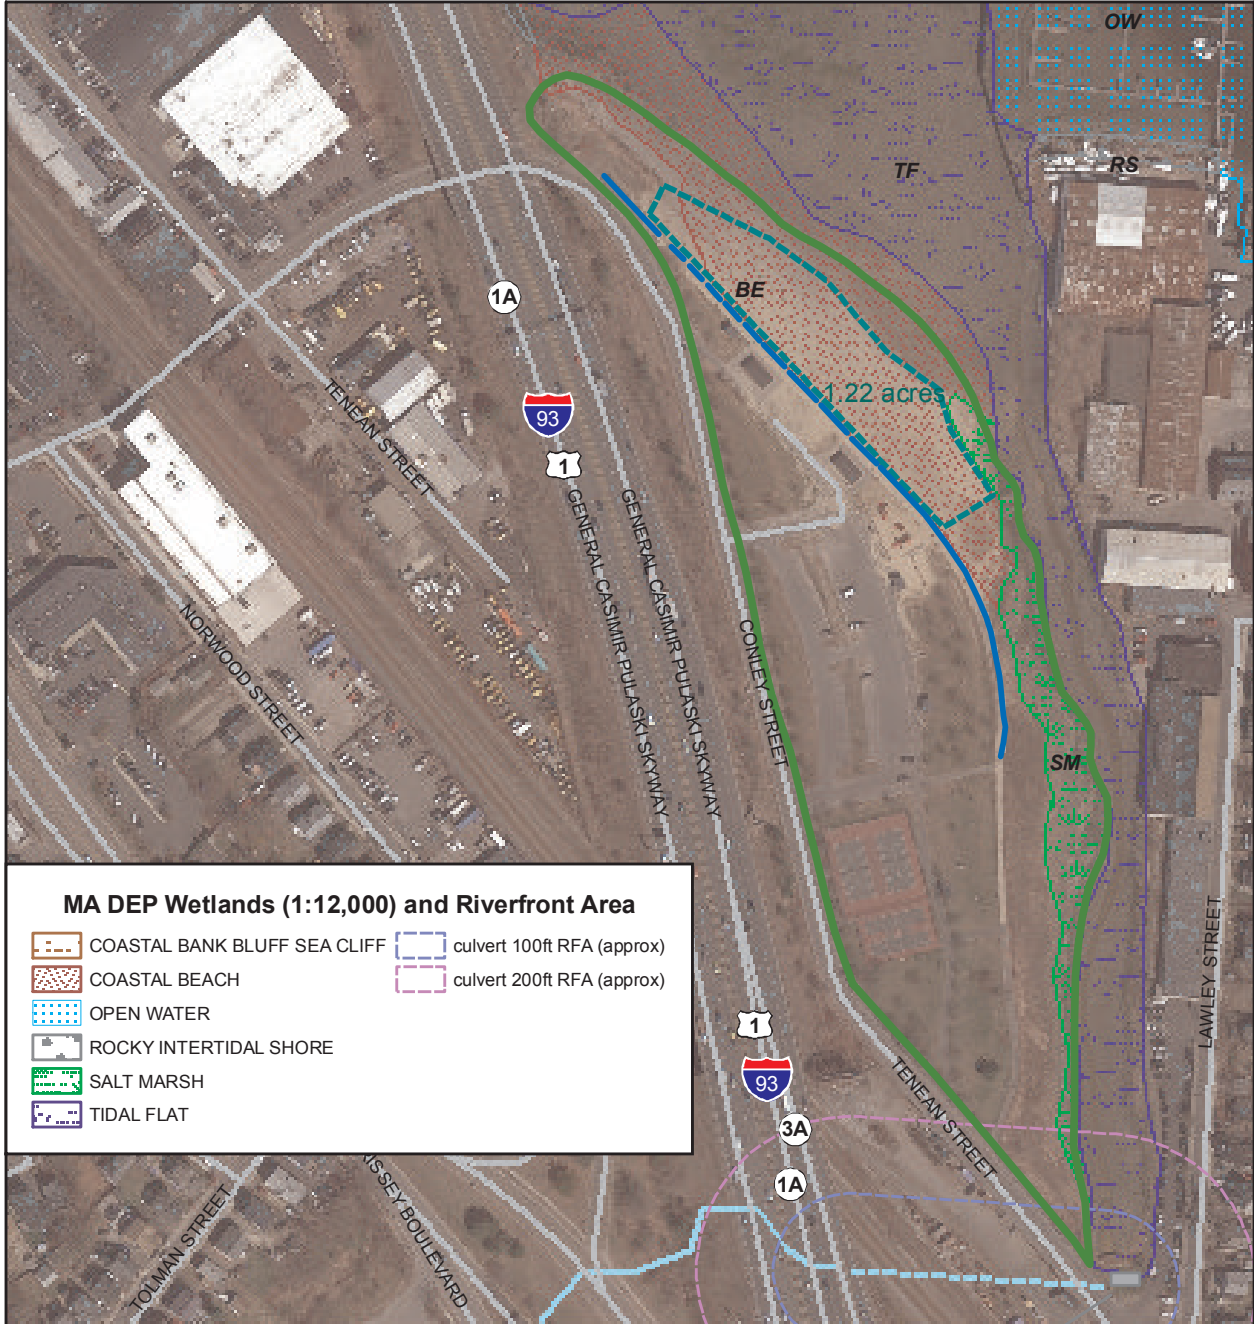 OW
TF
RS
BE
1A
1.22 acres
TENEAN STREET
93
1
GENERAL CASIMIR PULASKI SKYWAY
GENERAL CASIMIR PULASKI SKYWAY
NORWOOD STREET
CONLEY STREET
SM
MA DEP Wetlands (1:12,000) and Riverfront Area
COASTAL BANK BLUFF SEA CLIFF
COASTAL BEACH
OPEN WATER
ROCKY INTERTIDAL SHORE
SALT MARSH
TIDAL FLAT
culvert 100ft RFA (approx)
culvert 200ft RFA (approx)
LAWLEY STREET
1
93
3A
1A
TENEAN STREET
TOLMAN STREET
RISSEY BOULEVARD